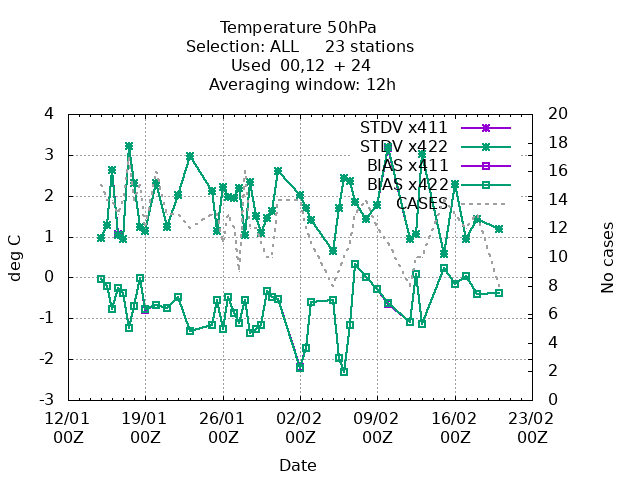 Temperature 50hPa
Selection: ALL 23 stations
Used 00,12 + 24
Averaging window: 12h
STDV x411
STDV x422
BIAS x411
BIAS x422
CASES
deg C
4
3
2
1
0
-1
-2
-3
20
18
16
14
12
10
8
6
4
2
0
No cases
12/01 19/01 26/01 02/02 09/02 16/02 23/02
00Z 00Z 00Z 00Z 00Z 00Z 00Z
Date